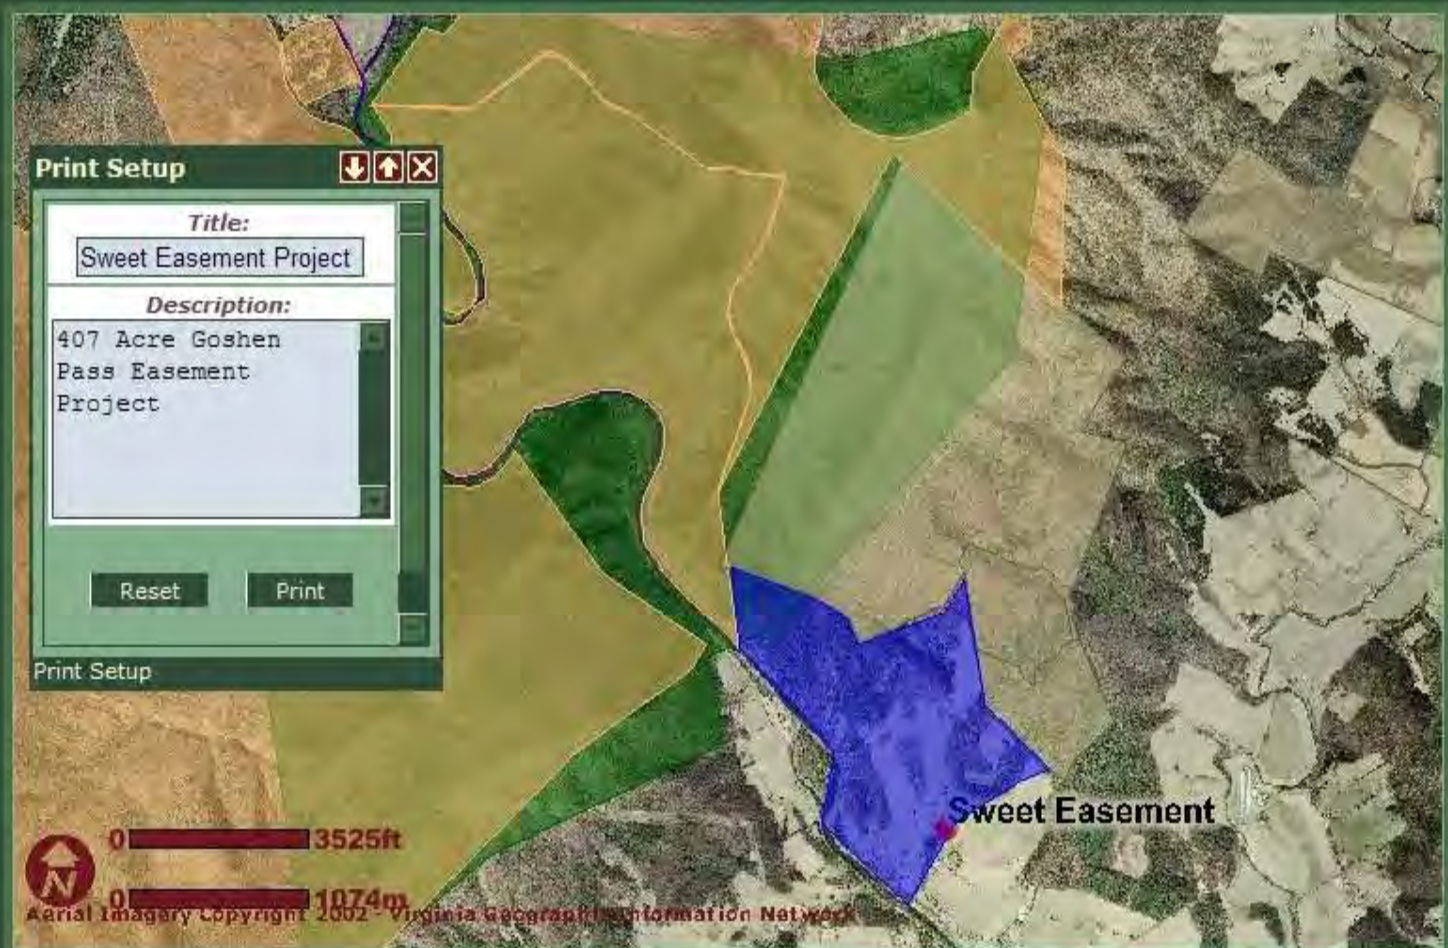 Print Setup
Title:
Sweet Easement Project
Description:
407 Acre Goshen
Pass Easement
Project
Reset Print
Print Setup
Sweet Easement
0 3525ft
N
0 1074m
Aerial Imagery Copyright 2002 - Virginia Geographic Information Network